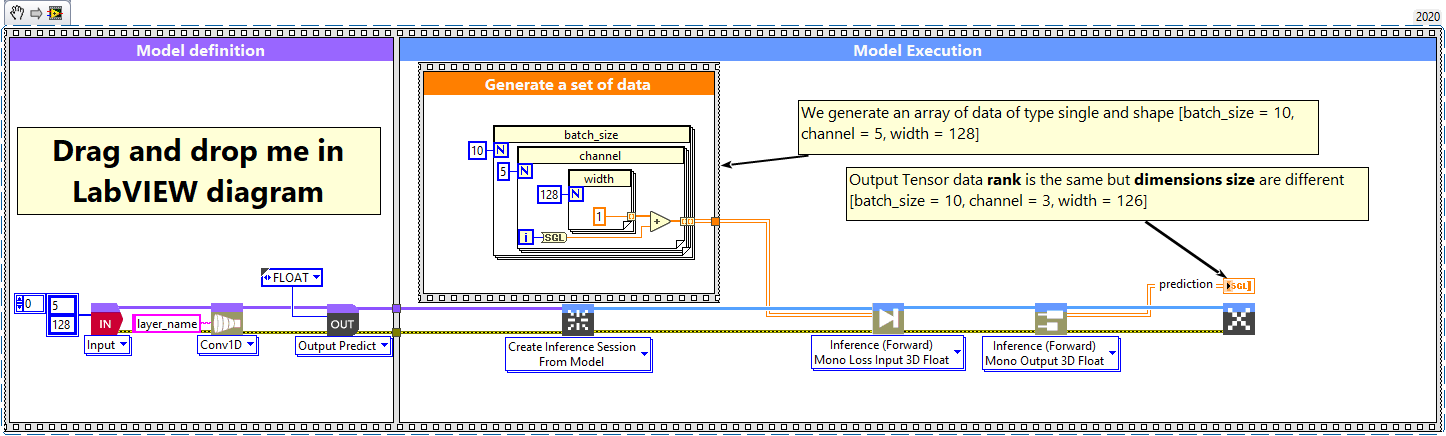 2020
Model definition
Model Execution
Generate a set of data
Drag and drop me in
LabVIEW diagram
batch_size
10
N
channel
5
N
width
128
N
1
+
i
SGL
We generate an array of data of type single and shape [batch_size = 10,
channel = 5, width = 128]
Output Tensor data rank is the same but dimensions size are different
[batch_size = 10, channel = 3, width = 126]
FLOAT
0
5
128
IN
Input
layer_name
Conv1D
OUT
Output Predict
Create Inference Session
From Model
Inference (Forward)
Mono Loss Input 3D Float
Inference (Forward)
Mono Output 3D Float
prediction
SGL